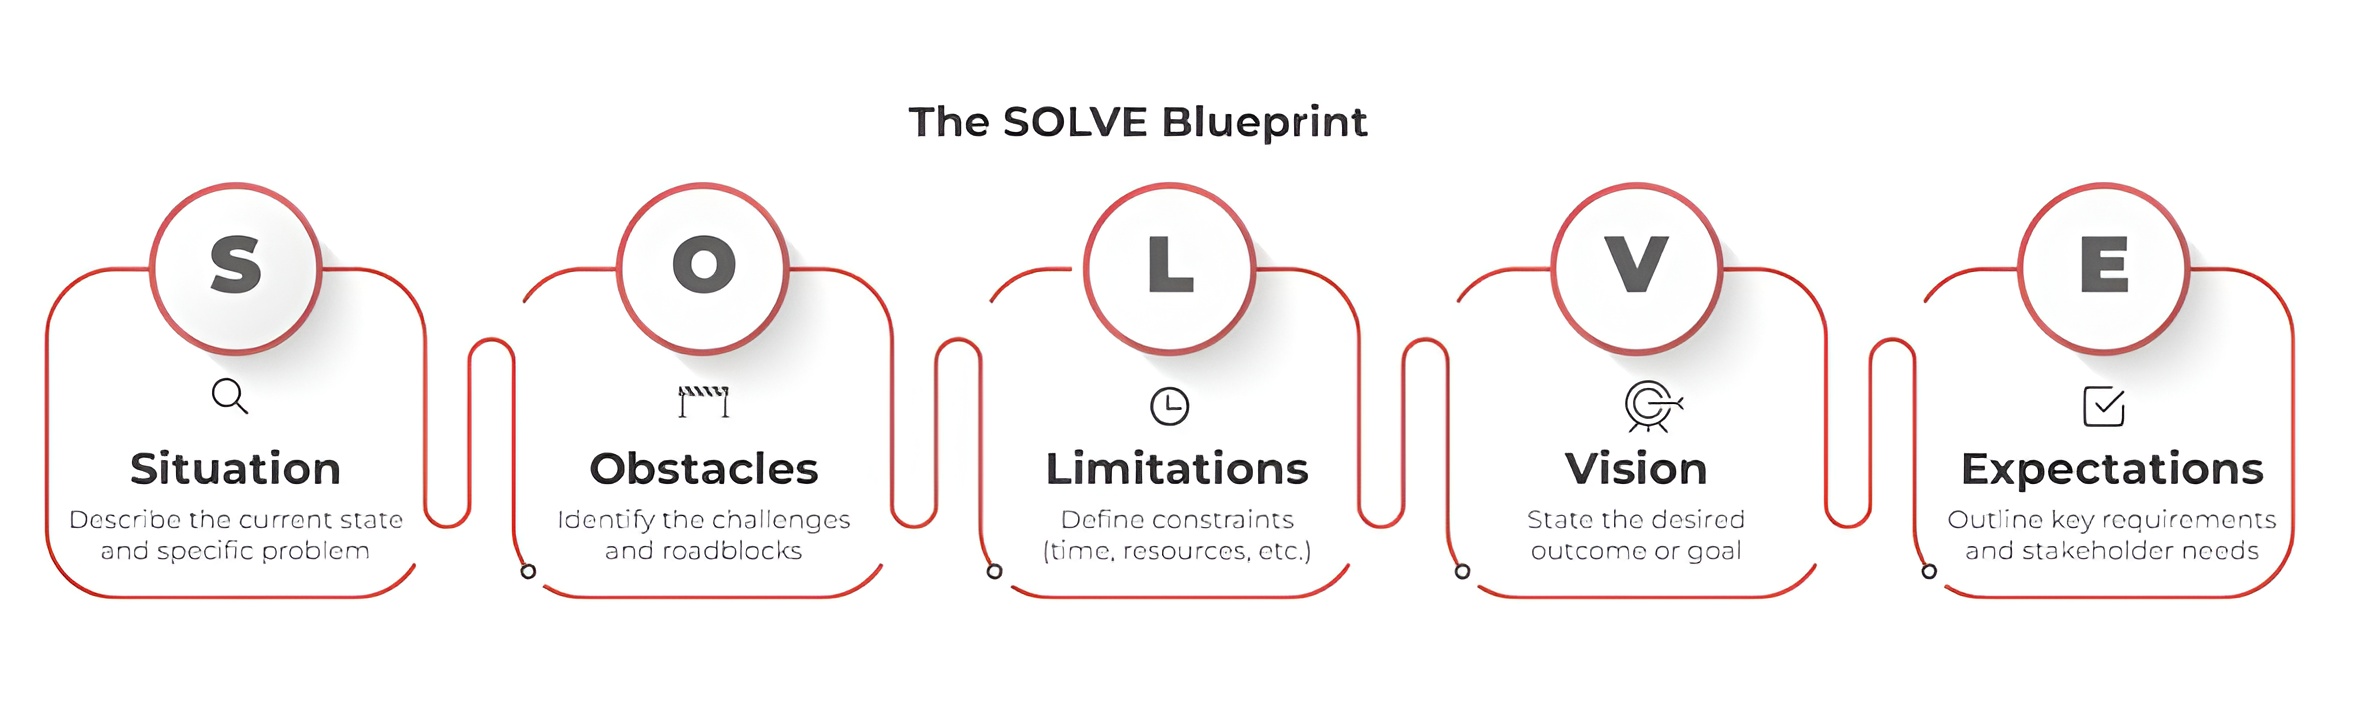 The SOLVE Blueprint
S
O
L
V
E
Situation
Describe the current state
and specific problem
Obstacles
Identify the challenges
and roadblocks
Limitations
Define constraints
(time, resources, etc.)
Vision
State the desired
outcome or goal
Expectations
Outline key requirements
and stakeholder needs